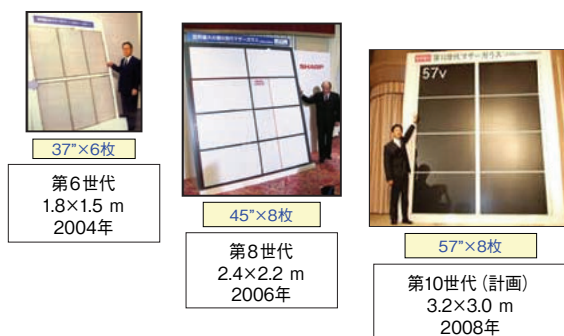 37"×6枚
第6世代
1.8×1.5 m
2004年
SHARP
45"×8枚
第8世代
2.4×2.2 m
2006年
57v
57"×8枚
第10世代（計画）
3.2×3.0 m
2008年